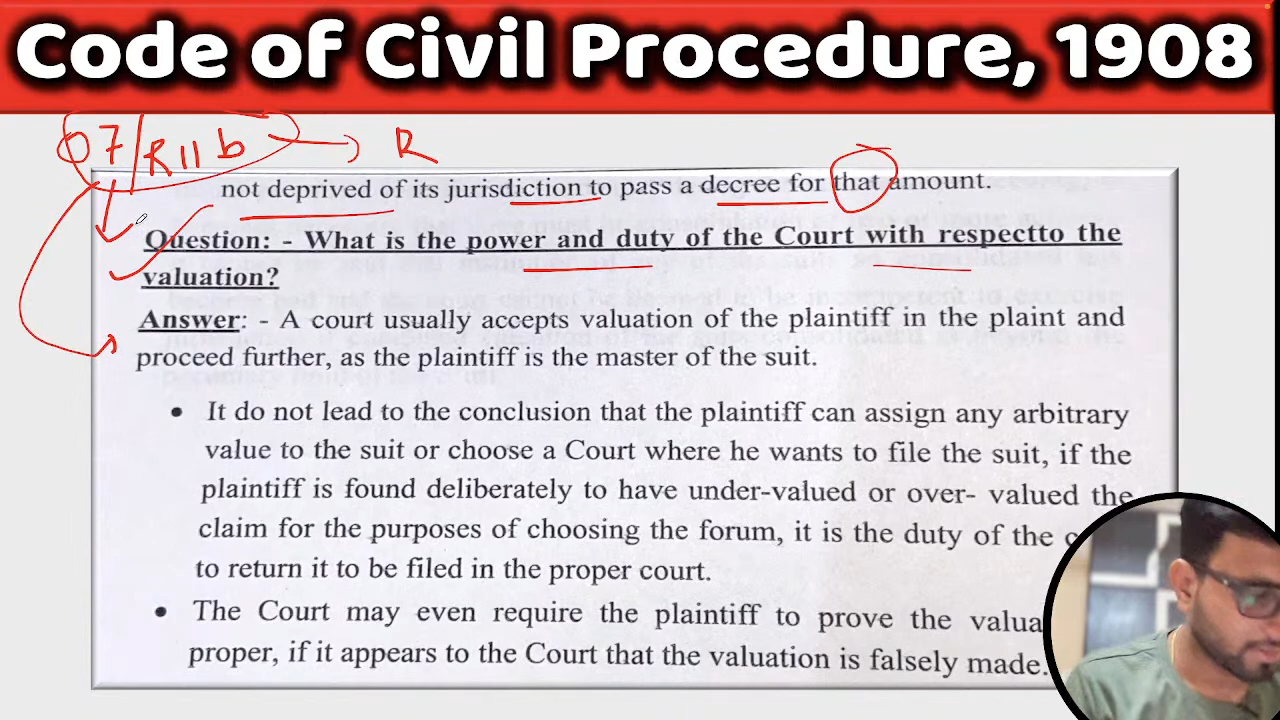 Code of Civil Procedure, 1908
O7/R11 b → R
not deprived of its jurisdiction to pass a decree for that amount.
Question: - What is the power and duty of the Court with respectto the
valuation?
Answer: - A court usually accepts valuation of the plaintiff in the plaint and
proceed further, as the plaintiff is the master of the suit.
• It do not lead to the conclusion that the plaintiff can assign any arbitrary
value to the suit or choose a Court where he wants to file the suit, if the
plaintiff is found deliberately to have under-valued or over- valued the
claim for the purposes of choosing the forum, it is the duty of the
to return it to be filed in the proper court.
• The Court may even require the plaintiff to prove the
proper, if it appears to the Court that the valuation is falsely made.